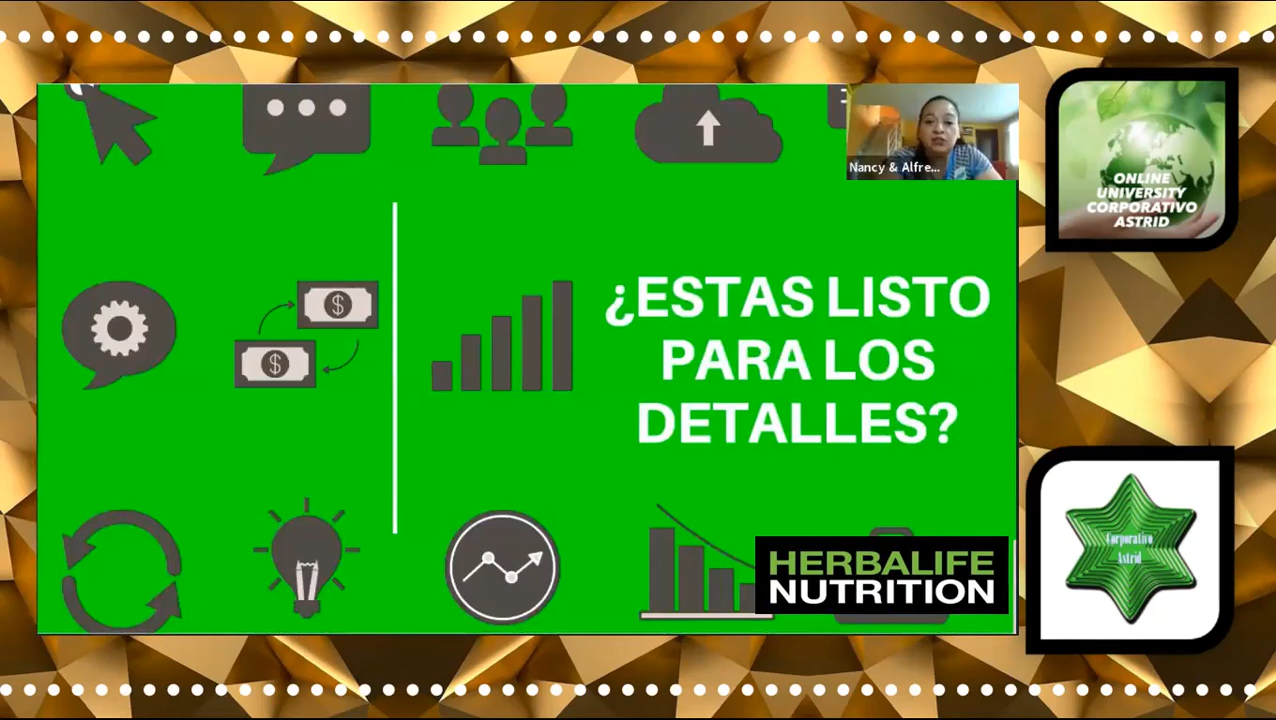 Nancy & Alfre...
¿ESTAS LISTO
PARA LOS
DETALLES?
HERBALIFE
NUTRITION
ONLINE
UNIVERSITY
CORPORATIVO
ASTRID
Corporativo
Astrid